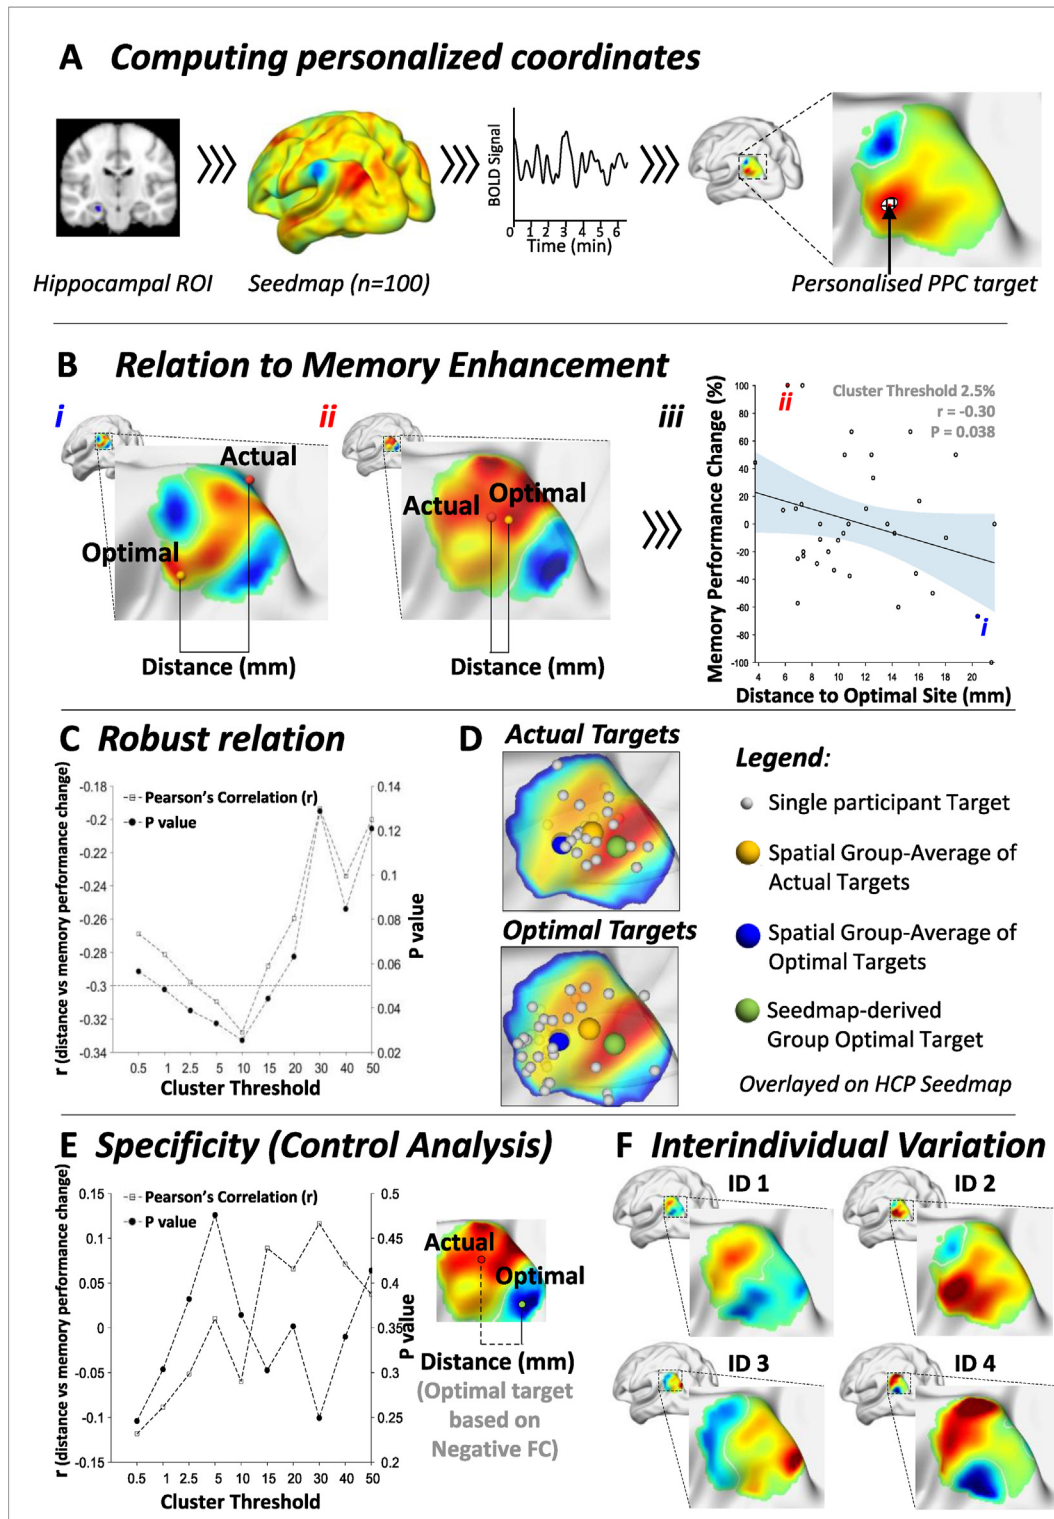 A Computing personalized coordinates
BOLD Signal
0 1 2 3 4 5 6
Time (min)
Hippocampal ROI
Seedmap (n=100)
Personalised PPC target
B Relation to Memory Enhancement
i
Actual
Optimal
Distance (mm)
ii
Actual
Optimal
Distance (mm)
iii
Memory Performance Change (%)
100
80
60
40
20
0
-20
-40
-60
-80
-100
Cluster Threshold 2.5%
r = -0.30
P = 0.038
ii
i
4 6 8 10 12 14 16 18 20
Distance to Optimal Site (mm)
C Robust relation
r (distance vs memory performance change)
-0.18
-0.2
-0.22
-0.24
-0.26
-0.28
-0.3
-0.32
-0.34
Pearson's Correlation (r)
P value
0.14
0.12
0.1
0.08
0.06
0.04
0.02
P value
0.5 1 2.5 5 10 15 20 30 40 50
Cluster Threshold
D
Actual Targets
Optimal Targets
Legend:
Single participant Target
Spatial Group-Average of
Actual Targets
Spatial Group-Average of
Optimal Targets
Seedmap-derived
Group Optimal Target
Overlayed on HCP Seedmap
E Specificity (Control Analysis)
r (distance vs memory performance change)
0.15
0.1
0.05
0
-0.05
-0.1
-0.15
Pearson's Correlation (r)
P value
0.5
0.45
0.4
0.35
0.3
0.25
0.2
P value
0.5 1 2.5 5 10 15 20 30 40 50
Cluster Threshold
Actual
Optimal
Distance (mm)
(Optimal target
based on
Negative FC)
F Interindividual Variation
ID 1
ID 2
ID 3
ID 4